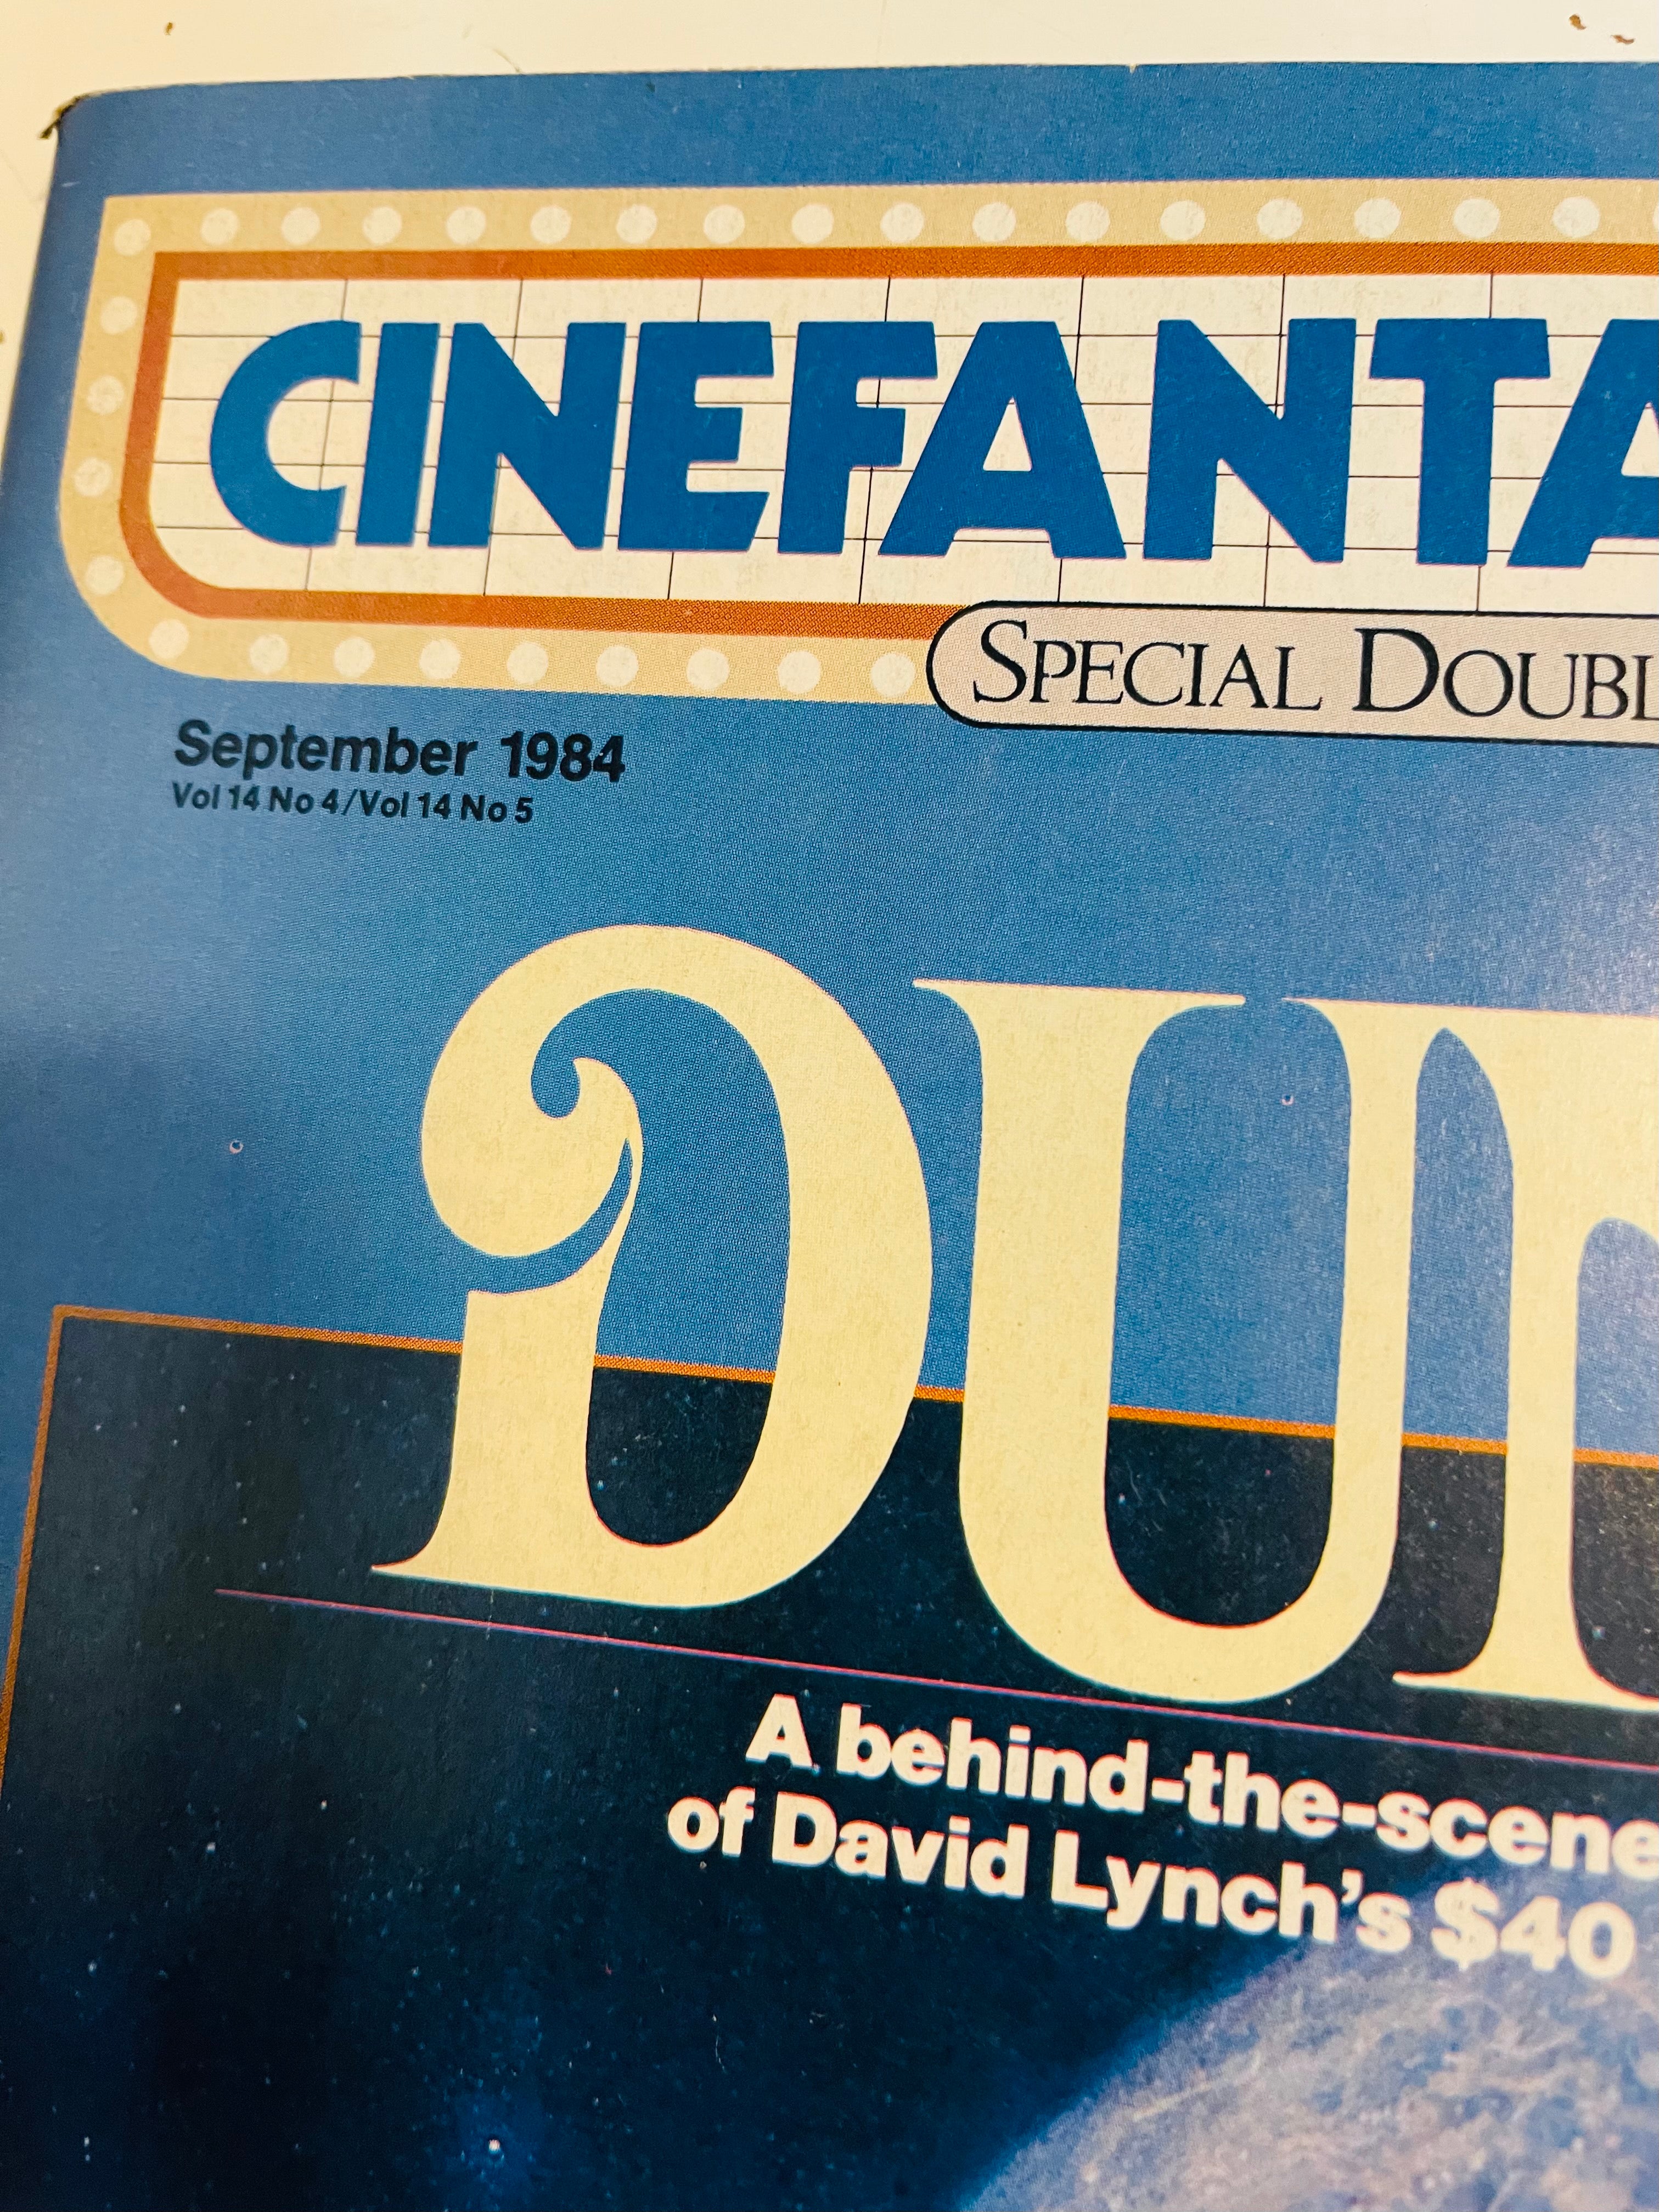 CINEFANTA
SPECIAL DOUBL
September 1984
Vol 14 No 4/Vol 14 No 5
DUN
A behind-the-scene
of David Lynch's $40